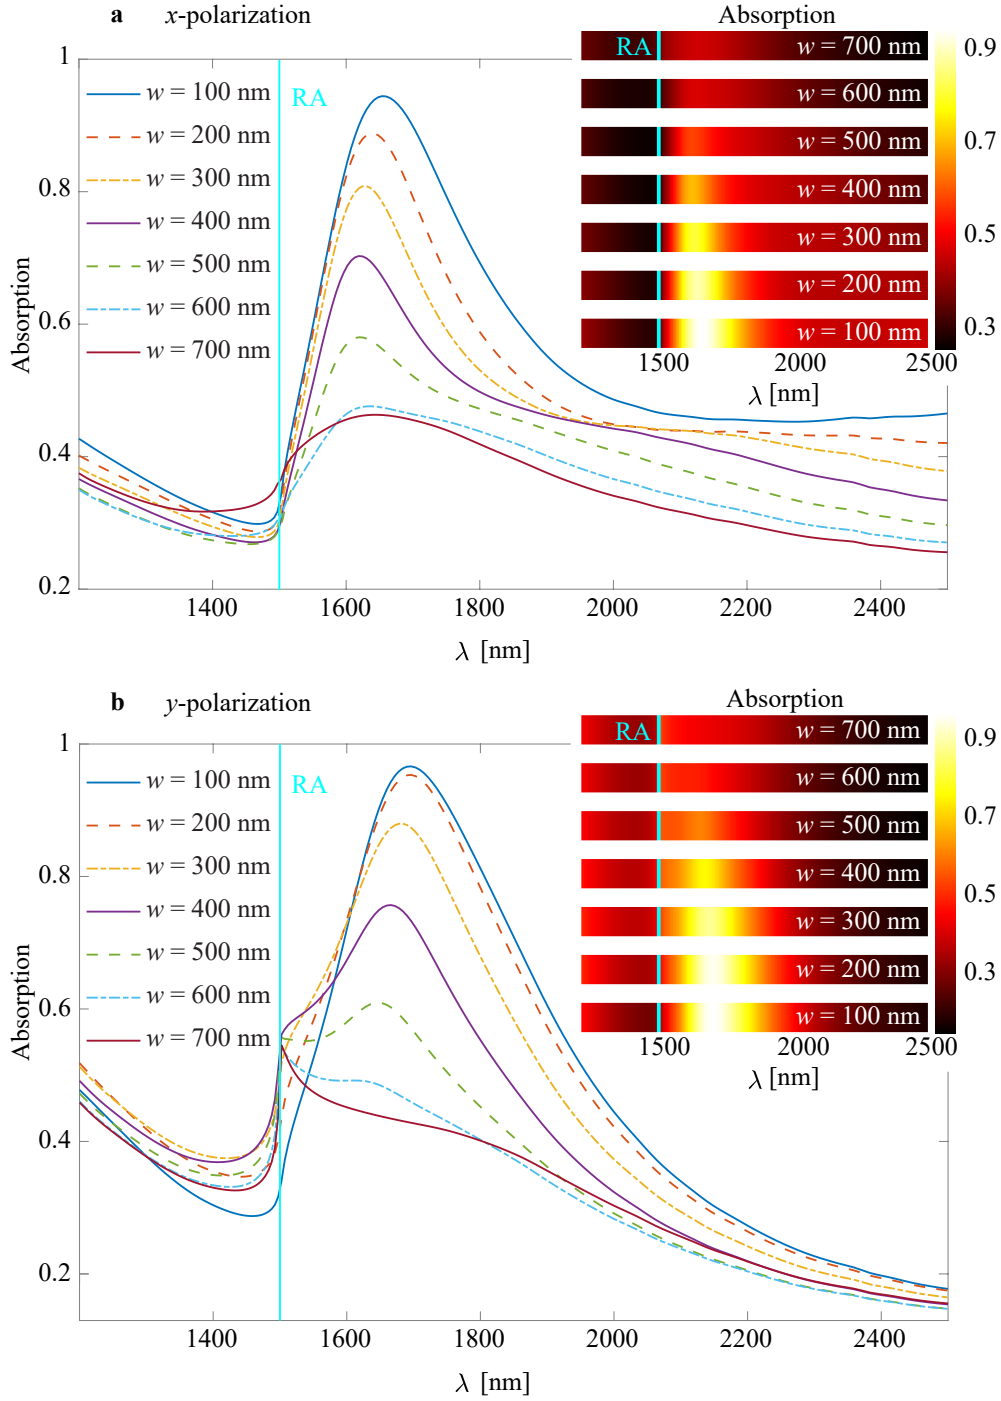 a x-polarization
Absorption
RA
w = 700 nm
w = 600 nm
w = 500 nm
w = 400 nm
w = 300 nm
w = 200 nm
w = 100 nm
0.9
0.7
0.5
0.3
1500 2000 2500
λ [nm]
1
0.8
0.6
0.4
0.2
Absorption
w = 100 nm
w = 200 nm
w = 300 nm
w = 400 nm
w = 500 nm
w = 600 nm
w = 700 nm
RA
1400 1600 1800 2000 2200 2400
λ [nm]
b y-polarization
Absorption
RA
w = 700 nm
w = 600 nm
w = 500 nm
w = 400 nm
w = 300 nm
w = 200 nm
w = 100 nm
0.9
0.7
0.5
0.3
1500 2000 2500
λ [nm]
1
0.8
0.6
0.4
0.2
Absorption
w = 100 nm
w = 200 nm
w = 300 nm
w = 400 nm
w = 500 nm
w = 600 nm
w = 700 nm
RA
1400 1600 1800 2000 2200 2400
λ [nm]